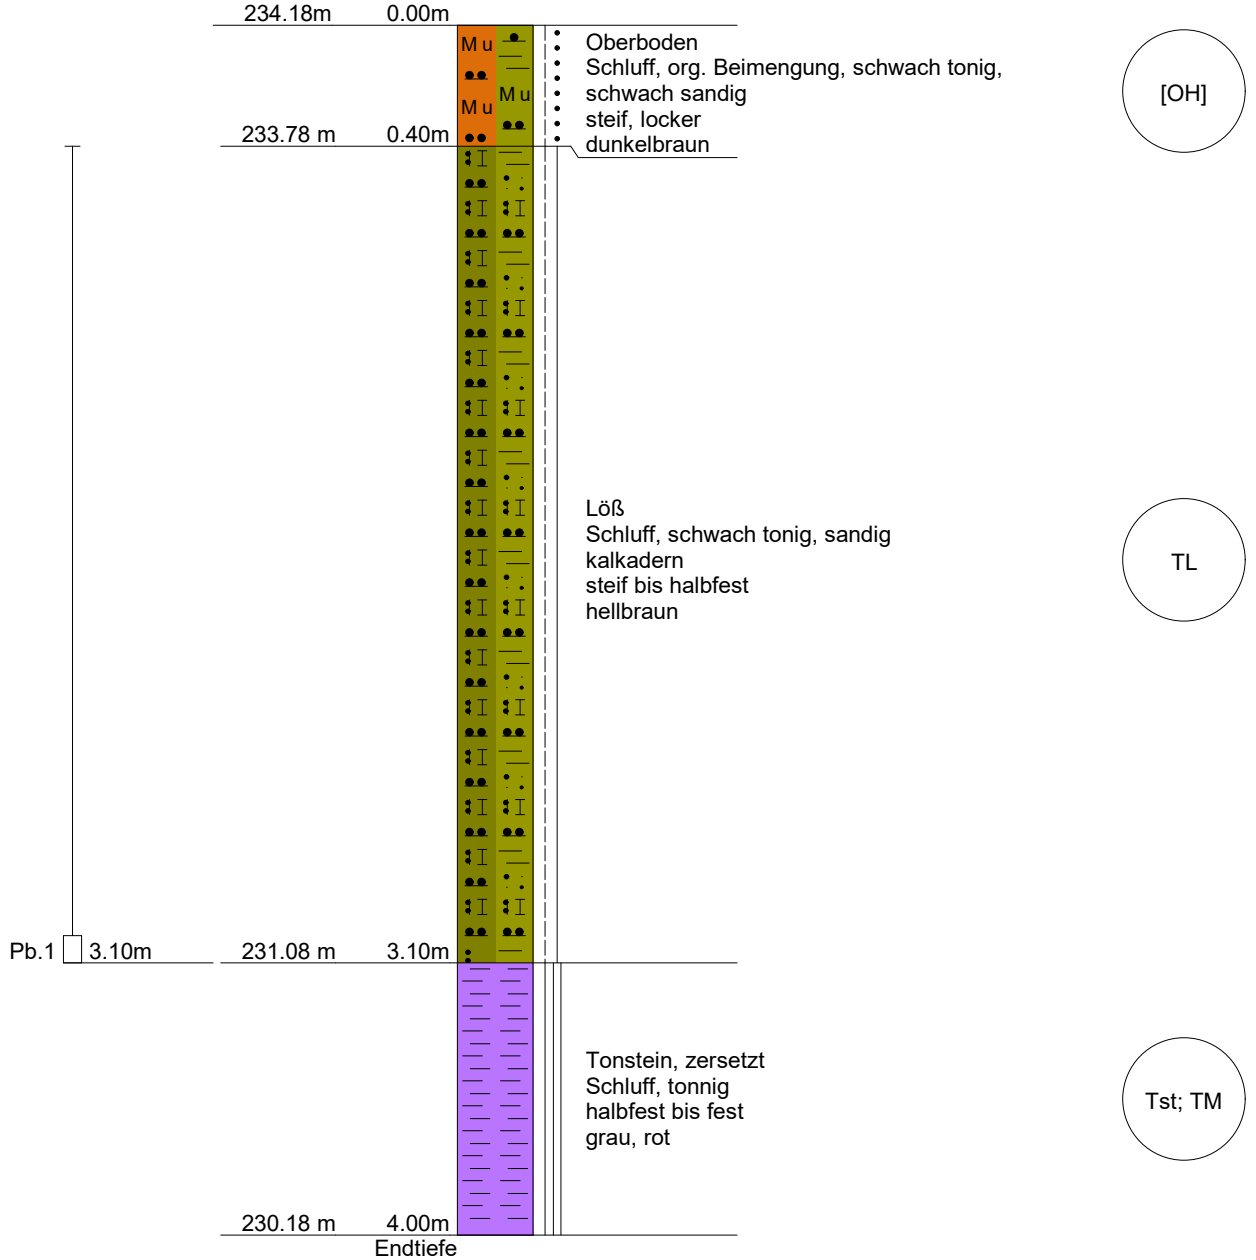 234.18m 0.00m
M u
M u
M u
Oberboden
Schluff, org. Beimengung, schwach tonig,
schwach sandig
steif, locker
dunkelbraun
[OH]
233.78 m 0.40m
Löß
Schluff, schwach tonig, sandig
kalkadern
steif bis halbfest
hellbraun
TL
Pb.1 3.10m 231.08 m 3.10m
Tonstein, zersetzt
Schluff, tonnig
halbfest bis fest
grau, rot
Tst; TM
230.18 m 4.00m
Endtiefe